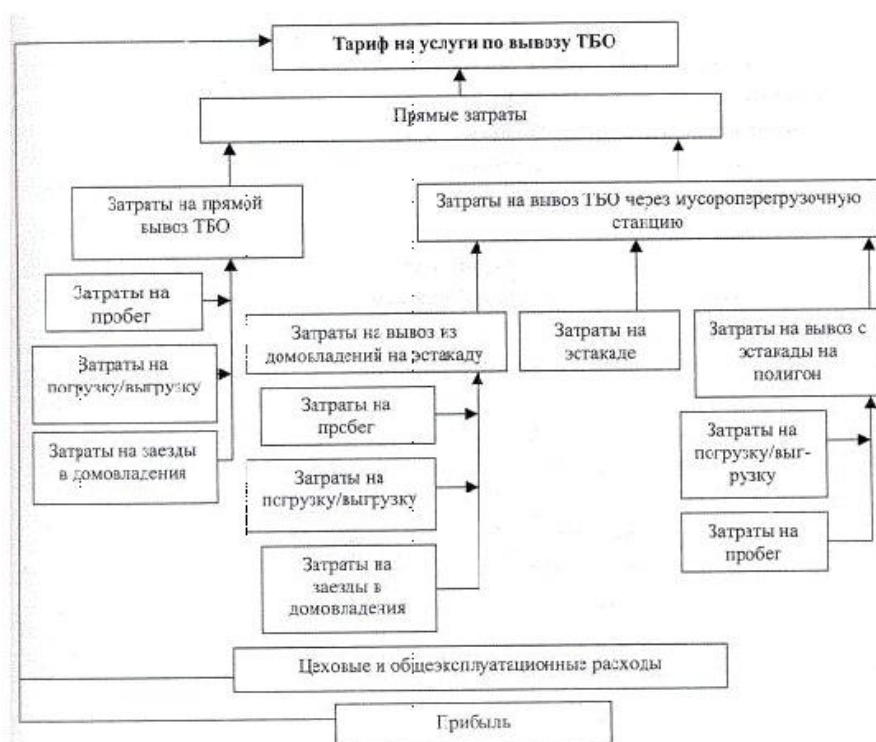 Тариф на услуги по вывозу ТБО
Прямые затраты
Затраты на прямой
вывоз ТБО
Затраты на вывоз ТБО через мусороперегрузочную
станцию
Затраты на
пробег
Затраты на
погрузку/выгрузку
Затраты на заезды
в домовладения
Затраты на вывоз из
домовладений на эстакаду
Затраты на
пробег
Затраты на
погрузку/выгрузку
Затраты на
заезды в
домовладения
Затраты на
эстакаде
Затраты на вывоз с
эстакады на
полигон
Затраты на
погрузку/выг-
рузку
Затраты на
пробег
Цеховые и общеэксплуатационные расходы
Прибыль